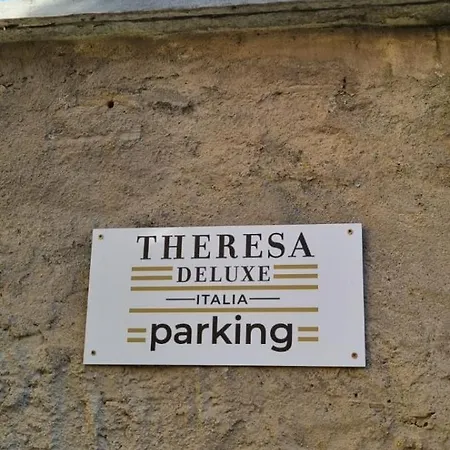 THERESA
DELUXE
ITALIA
parking